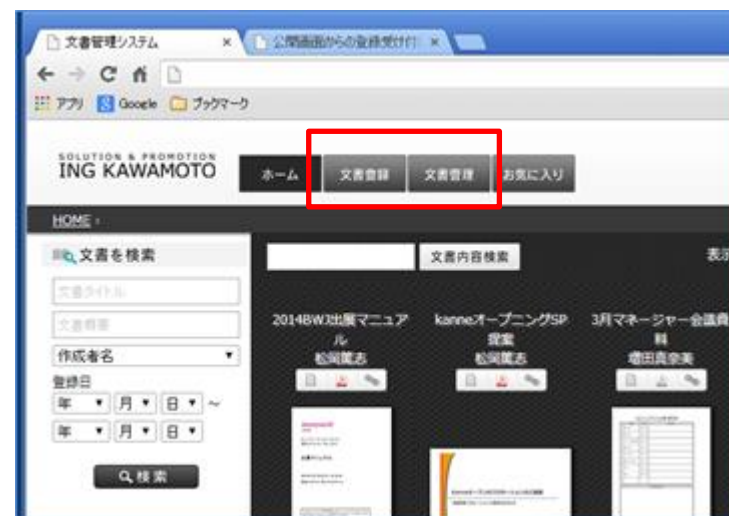 文書管理システム
公開画面からの登録受け付
アプリ Google ブックマーク
SOLUTION & PROMOTION
ING KAWAMOTO
ホーム 文書登録 文書管理 お気に入り
HOME ›
文書を検索
文書内容検索
表示
文書タイトル
文書概要
作成者名
登録日
年 月 日 ～
年 月 日
検索
2014BWJ出展マニュアル
松岡篤志
kanneオープニングSP提案
松岡篤志
3月マネージャー会議資料
増田真奈美